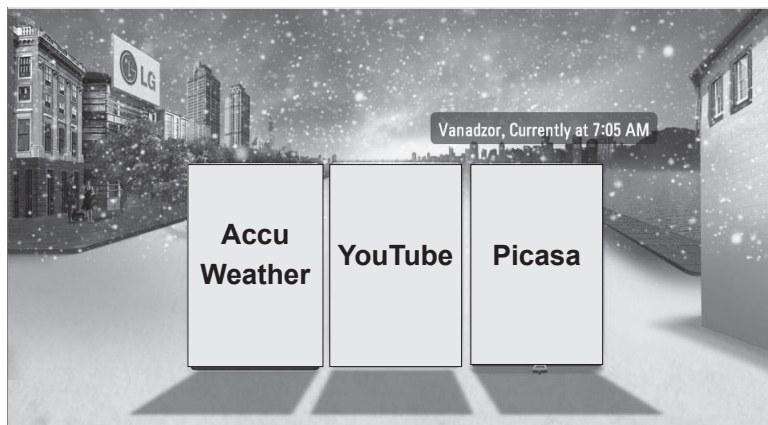 LG
Vanadzor, Currently at 7:05 AM
Accu
Weather
YouTube
Picasa